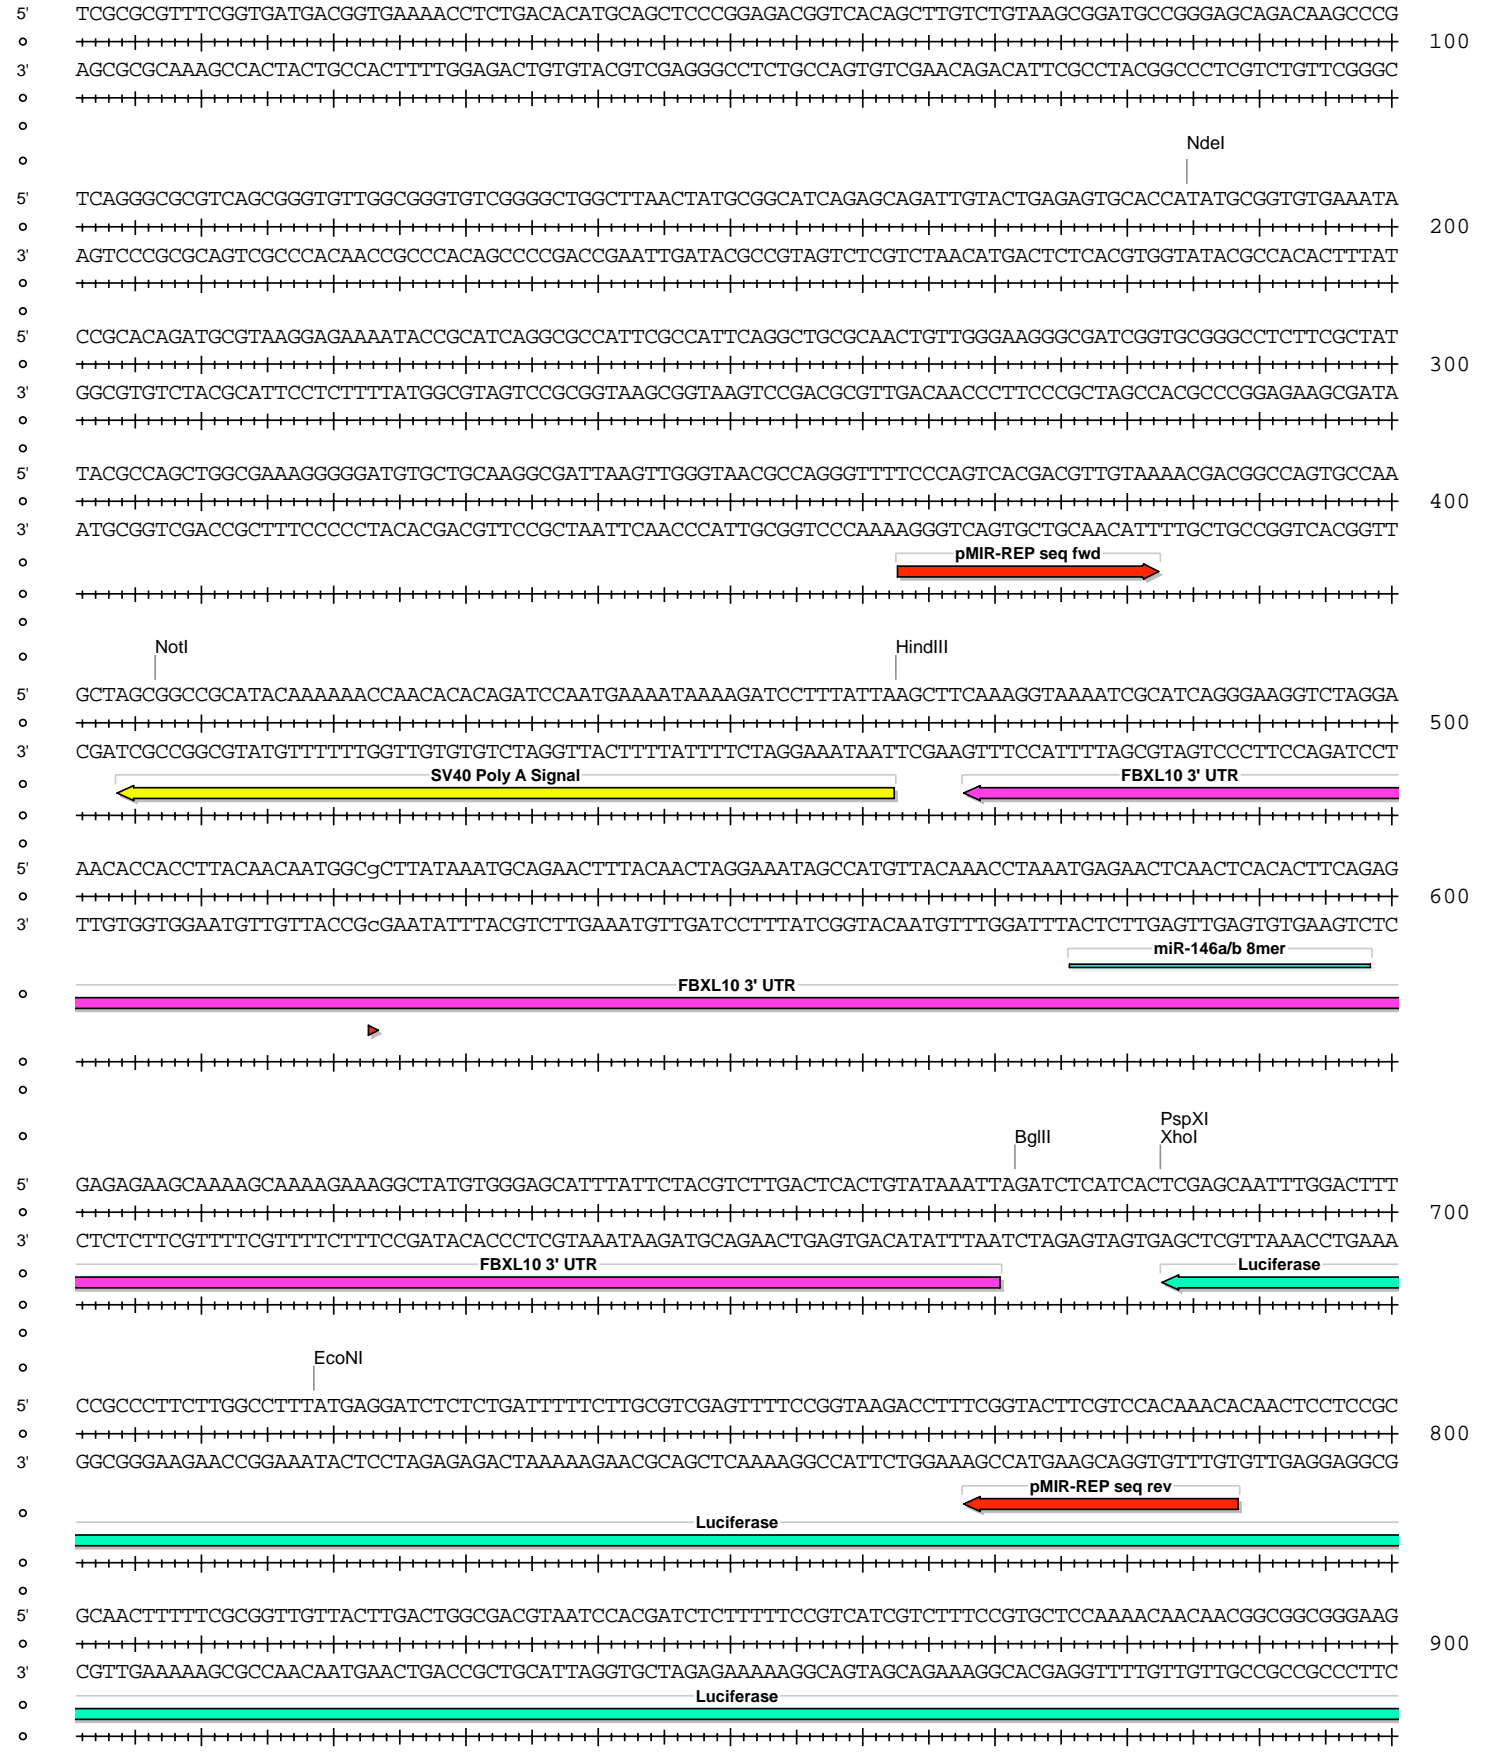 5' TCGCGCGTTTCGGTGATGACGGTGAAAACCTCTGACACATGCAGCTCCCGGAGACGGTCACAGCTTGTCTGTAAGCGGATGCCGGGAGCAGACAAGCCCG
100
3' AGCGCGCAAAGCCACTACTGCCACTTTTGGAGACTGTGTACGTCGAGGGCCTCTGCCAGTGTCGAACAGACATTCGCCTACGGCCCTCGTCTGTTCGGGC
NdeI
5' TCAGGGCGCGTCAGCGGGTGTTGGCGGGTGTCGGGGCTGGCTTAACTATGCGGCATCAGAGCAGATTGTACTGAGAGTGCACCATATGCGGTGTGAAATA
200
3' AGTCCCGCGCAGTCGCCCACAACCGCCCACAGCCCCGACCGAATTGATACGCCGTAGTCTCGTCTAACATGACTCTCACGTGGTATACGCCACACTTTAT
5' CCGCACAGATGCGTAAGGAGAAAATACCGCATCAGGCGCCATTCGCCATTCAGGCTGCGCAACTGTTGGGAAGGGCGATCGGTGCGGGCCTCTTCGCTAT
300
3' GGCGTGTCTACGCATTCCTCTTTTATGGCGTAGTCCGCGGTAAGCGGTAAGTCCGACGCGTTGACAACCCTTCCCGCTAGCCACGCCCGGAGAAGCGATA
5' TACGCCAGCTGGCGAAAGGGGGATGTGCTGCAAGGCGATTAAGTTGGGTAACGCCAGGGTTTTCCCAGTCACGACGTTGTAAAACGACGGCCAGTGCCAA
400
3' ATGCGGTCGACCGCTTTCCCCCTACACGACGTTCCGCTAATTCAACCCATTGCGGTCCCAAAAGGGTCAGTGCTGCAACATTTTGCTGCCGGTCACGGTT
pMIR-REP seq fwd
NotI HindIII
5' GCTAGCGGCCGCATACAAAAAACCAACACACAGATCCAATGAAAATAAAAGATCCTTTATTAAGCTTCAAAGGTAAAATCGCATCAGGGAAGGTCTAGGA
500
3' CGATCGCCGGCGTATGTTTTTTGGTTGTGTGTCTAGGTTACTTTTATTTTCTAGGAAATAATTCGAAGTTTCCATTTTAGCGTAGTCCCTTCCAGATCCT
SV40 Poly A Signal FBXL10 3' UTR
5' AACACCACCTTACAACAATGGCgCTTATAAATGCAGAACTTTACAACTAGGAAATAGCCATGTTACAAACCTAAATGAGAACTCAACTCACACTTCAGAG
600
3' TTGTGGTGGAATGTTGTTACCGcGAATATTTACGTCTTGAAATGTTGATCCTTTATCGGTACAATGTTTGGATTTACTCTTGAGTTGAGTGTGAAGTCTC
miR-146a/b 8mer
FBXL10 3' UTR
PspXI
BglII XhoI
5' GAGAGAAGCAAAAGCAAAAGAAAGGCTATGTGGGAGCATTTATTCTACGTCTTGACTCACTGTATAAATTAGATCTCATCACTCGAGCAATTTGGACTTT
700
3' CTCTCTTCGTTTTCGTTTTCTTTCCGATACACCCTCGTAAATAAGATGCAGAACTGAGTGACATATTTAATCTAGAGTAGTGAGCTCGTTAAACCTGAAA
FBXL10 3' UTR Luciferase
EcoNI
5' CCGCCCTTCTTGGCCTTTATGAGGATCTCTCTGATTTTTCTTGCGTCGAGTTTTCCGGTAAGACCTTTCGGTACTTCGTCCACAAACACAACTCCTCCGC
800
3' GGCGGGAAGAACCGGAAATACTCCTAGAGAGACTAAAAAGAACGCAGCTCAAAAGGCCATTCTGGAAAGCCATGAAGCAGGTGTTTGTGTTGAGGAGGCG
pMIR-REP seq rev
Luciferase
5' GCAACTTTTTCGCGGTTGTTACTTGACTGGCGACGTAATCCACGATCTCTTTTTCCGTCATCGTCTTTCCGTGCTCCAAAACAACAACGGCGGCGGGAAG
900
3' CGTTGAAAAAGCGCCAACAATGAACTGACCGCTGCATTAGGTGCTAGAGAAAAAGGCAGTAGCAGAAAGGCACGAGGTTTTGTTGTTGCCGCCGCCCTTC
Luciferase